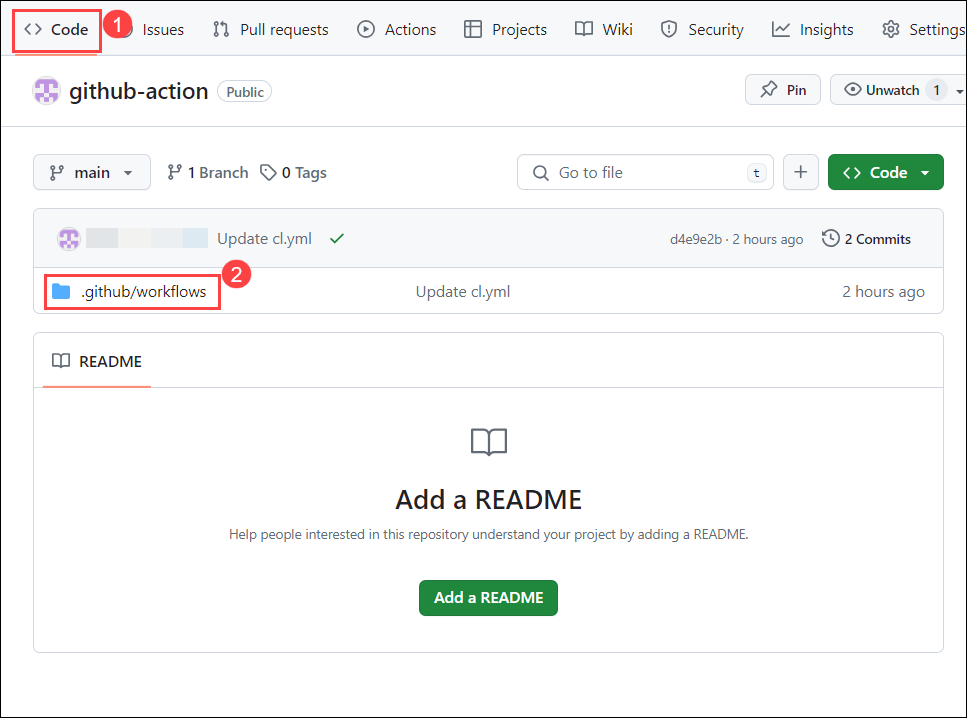 Code 1 Issues Pull requests Actions Projects Wiki Security Insights Settings
github-action Public Pin Unwatch 1
main 1 Branch 0 Tags Go to file t Code
Update cl.yml d4e9e2b · 2 hours ago 2 Commits
.github/workflows 2 Update cl.yml 2 hours ago
README
Add a README
Help people interested in this repository understand your project by adding a README.
Add a README